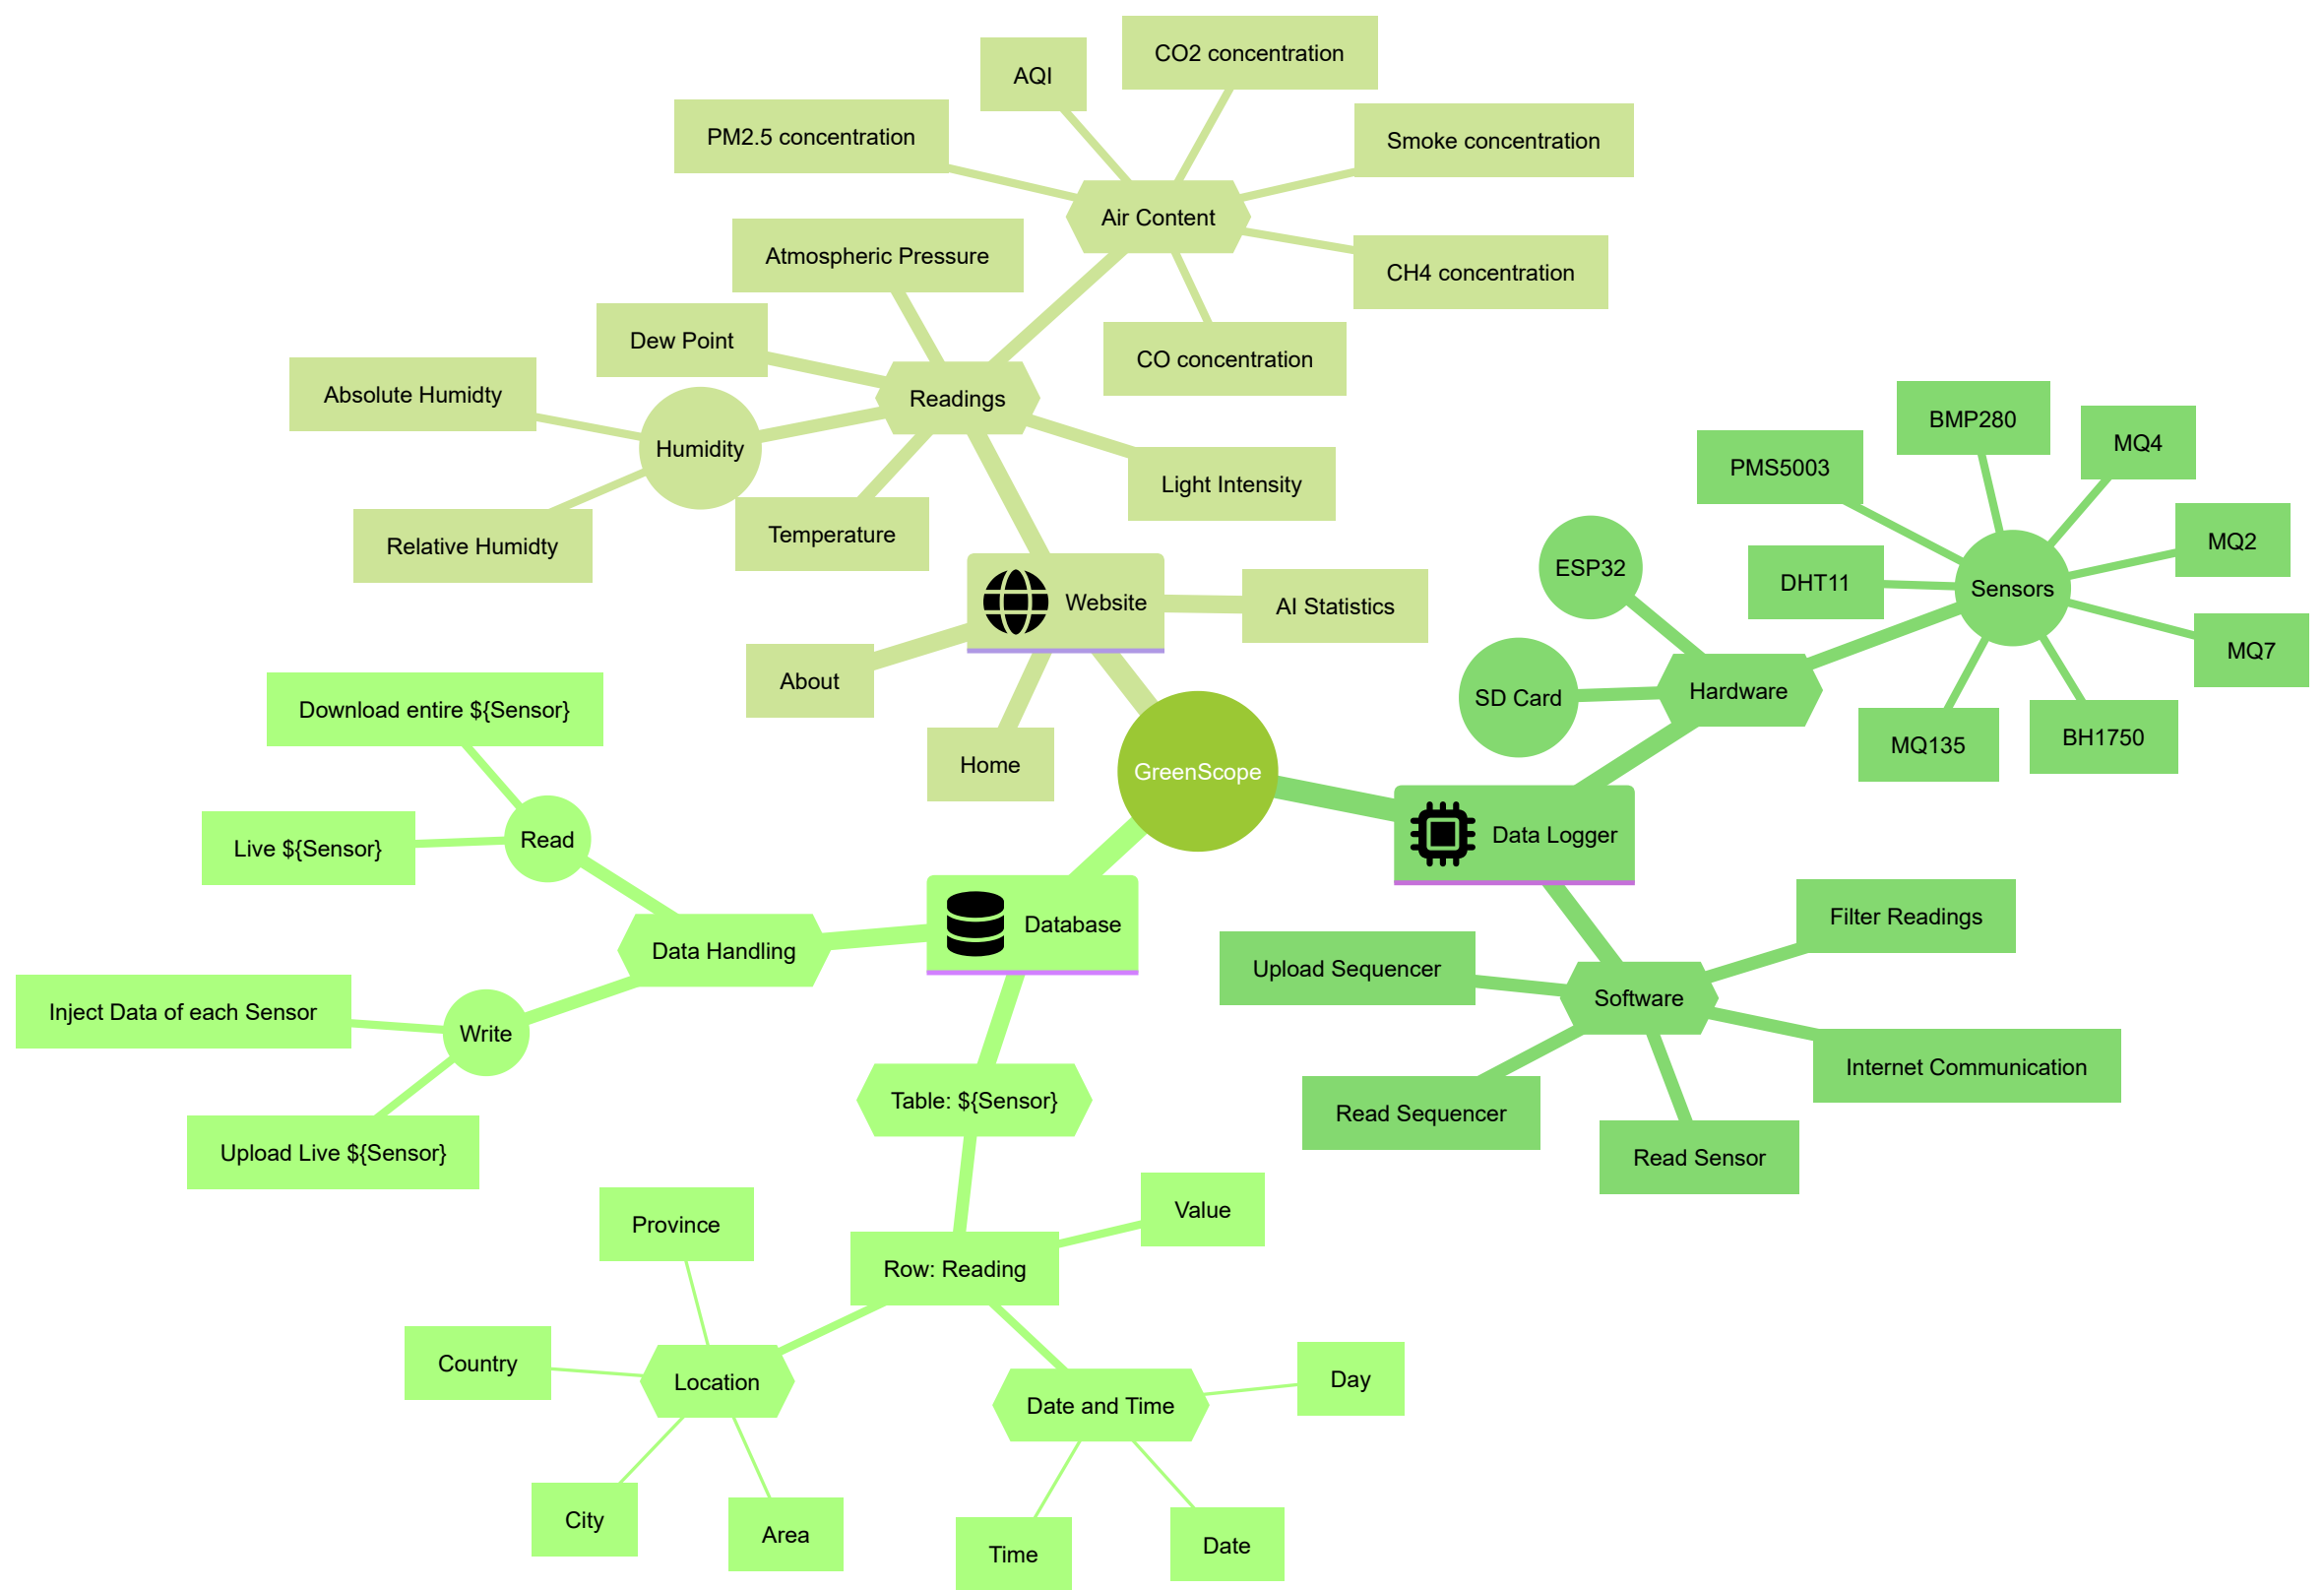 CO2 concentration
AQI
PM2.5 concentration
Smoke concentration
Air Content
Atmospheric Pressure
CH4 concentration
Dew Point
CO concentration
Absolute Humidty
Readings
Humidity
Relative Humidty
Temperature
Light Intensity
Website
AI Statistics
About
Home
GreenScope
BMP280
MQ4
PMS5003
MQ2
ESP32
DHT11
Sensors
MQ7
SD Card
Hardware
MQ135
BH1750
Data Logger
Filter Readings
Upload Sequencer
Software
Internet Communication
Read Sequencer
Read Sensor
Download entire ${Sensor}
Live ${Sensor}
Read
Database
Data Handling
Inject Data of each Sensor
Write
Upload Live ${Sensor}
Table: ${Sensor}
Row: Reading
Value
Province
Country
Location
City
Area
Date and Time
Day
Time
Date